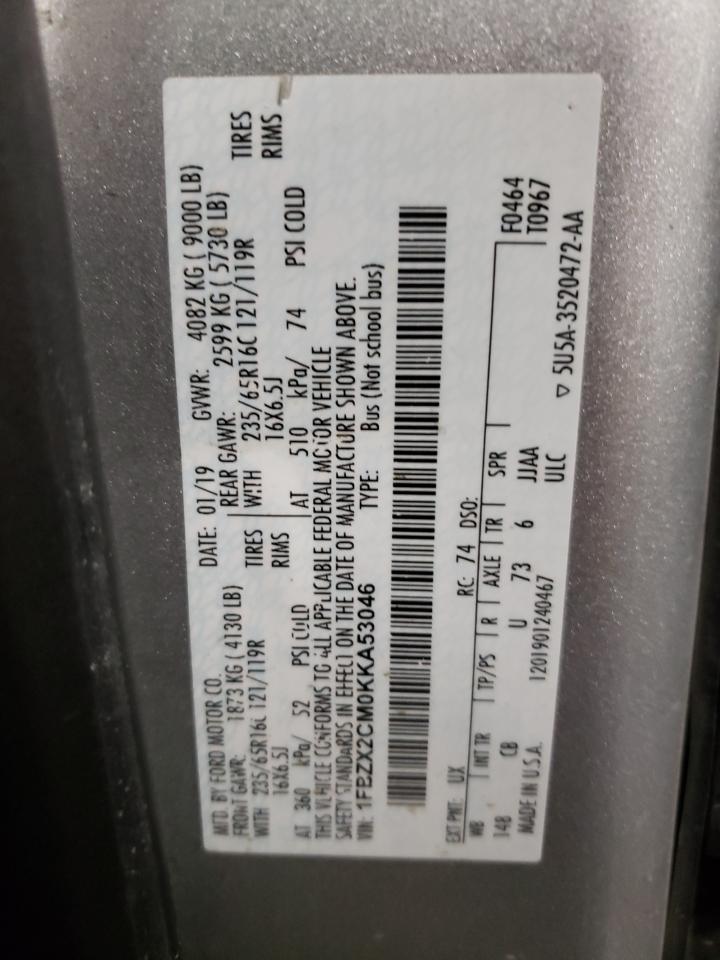 MFD. BY FORD MOTOR CO. DATE: 01/19 GVWR: 4082 KG ( 9000 LB)
FRONT GAWR: 1873 KG ( 4130 LB) REAR GAWR: 2599 KG ( 5730 LB)
WITH 235/65R16C 121/119R TIRES WITH 235/65R16C 121/119R TIRES
16X6.5J RIMS 16X6.5J RIMS
AT 360 kPa/ 52 PSI COLD AT 510 kPa/ 74 PSI COLD
THIS VEHICLE CONFORMS TO ALL APPLICABLE FEDERAL MOTOR VEHICLE
SAFETY STANDARDS IN EFFECT ON THE DATE OF MANUFACTURE SHOWN ABOVE.
VIN: 1FBZX2CM0KKA53046 TYPE: Bus (Not school bus)
EXT PNT: UX RC: 74 DSO:
WB INT TR TP/PS R AXLE TR SPR F0464
148 CB U 73 6 JJAA T0967
MADE IN U.S.A. 1201901240467 ULC
▽ 5U5A-3520472-AA